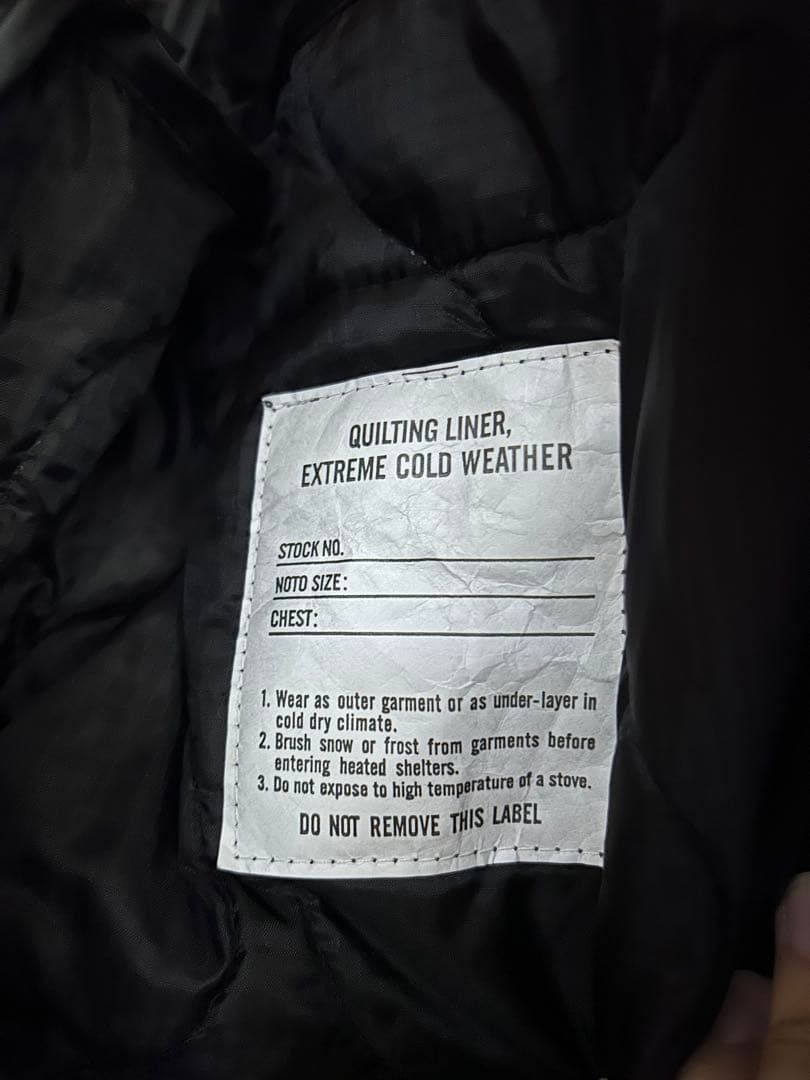 QUILTING LINER,
EXTREME COLD WEATHER
STOCK NO.
NOTO SIZE:
CHEST:
1. Wear as outer garment or as under-layer in
cold dry climate.
2. Brush snow or frost from garments before
entering heated shelters.
3. Do not expose to high temperature of a stove.
DO NOT REMOVE THIS LABEL